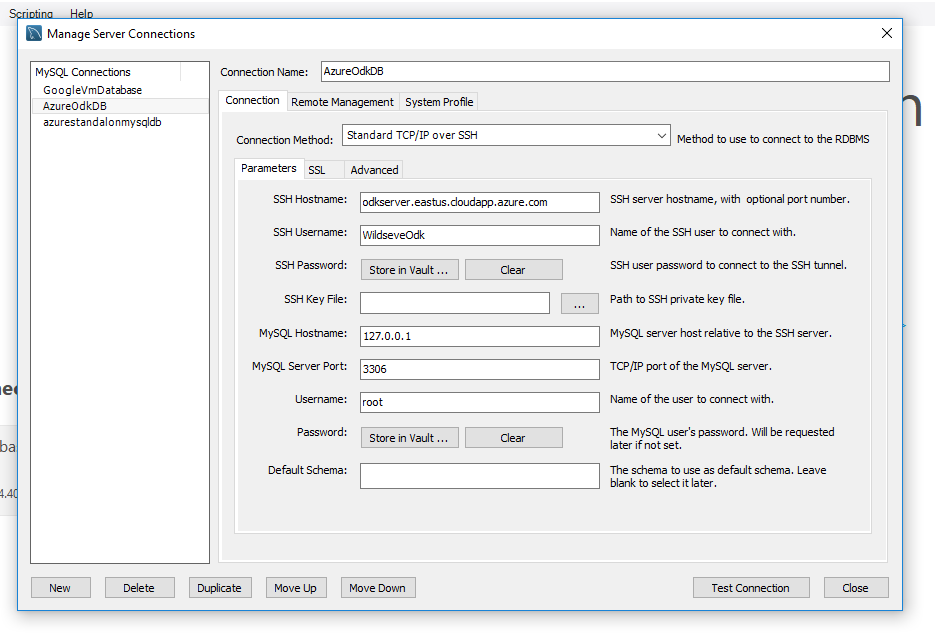 Scripting Help
Manage Server Connections
MySQL Connections
GoogleVmDatabase
AzureOdkDB
azurestandalonmysqldb
Connection Name: AzureOdkDB
Connection Remote Management System Profile
Connection Method: Standard TCP/IP over SSH Method to use to connect to the RDBMS
Parameters SSL Advanced
SSH Hostname: odkserver.eastus.cloudapp.azure.com SSH server hostname, with optional port number.
SSH Username: WildseveOdk Name of the SSH user to connect with.
SSH Password: Store in Vault ... Clear SSH user password to connect to the SSH tunnel.
SSH Key File: ... Path to SSH private key file.
MySQL Hostname: 127.0.0.1 MySQL server host relative to the SSH server.
MySQL Server Port: 3306 TCP/IP port of the MySQL server.
Username: root Name of the user to connect with.
Password: Store in Vault ... Clear The MySQL user's password. Will be requested
later if not set.
Default Schema: The schema to use as default schema. Leave
blank to select it later.
New Delete Duplicate Move Up Move Down Test Connection Close